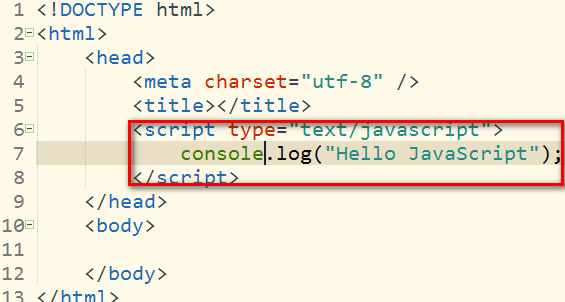 1 <!DOCTYPE html>
2 <html>
3 <head>
4 <meta charset="utf-8" />
5 <title></title>
6 <script type="text/javascript">
7 console.log("Hello JavaScript");
8 </script>
9 </head>
10 <body>
11
12 </body>
13 </html>